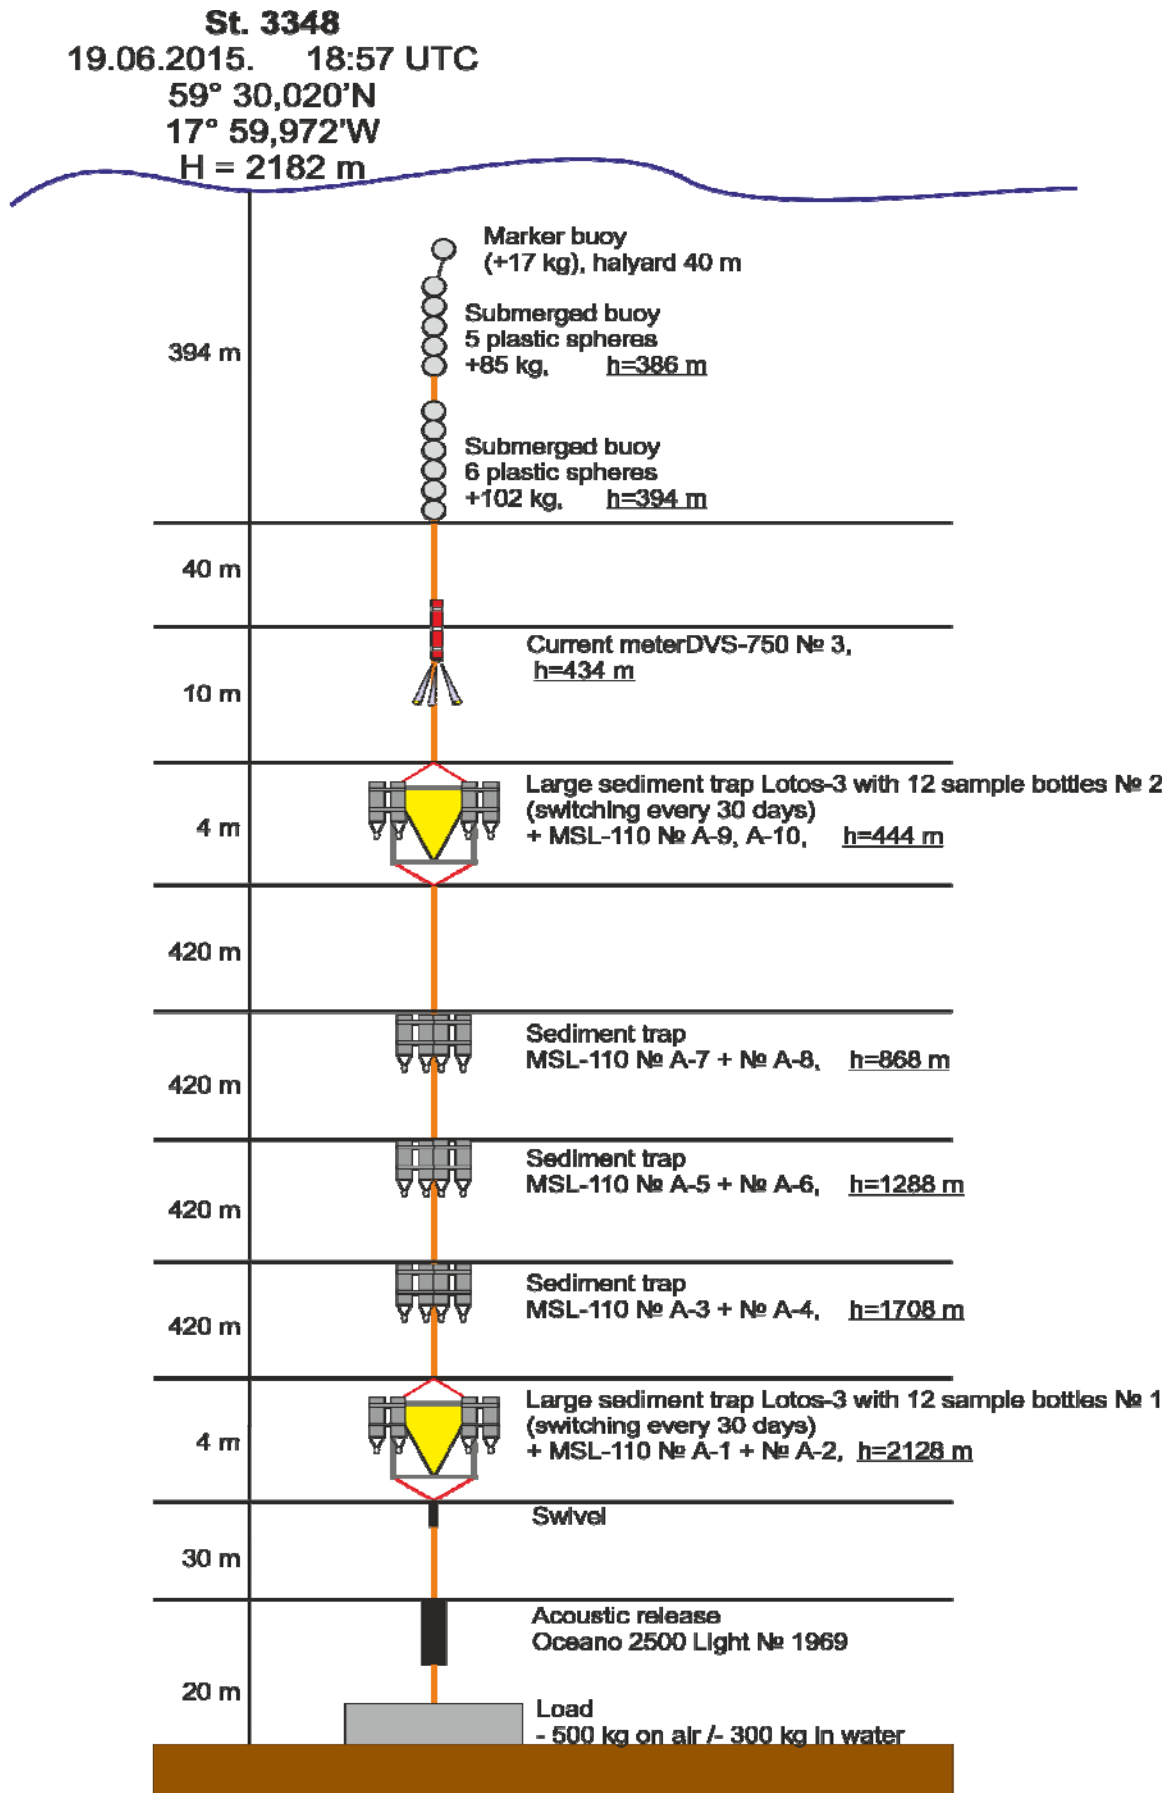 St. 3348
19.06.2015. 18:57 UTC
59° 30,020'N
17° 59,972'W
H = 2182 m
Marker buoy
(+17 kg), halyard 40 m
Submerged buoy
5 plastic spheres
+85 kg, h=386 m
394 m
Submerged buoy
6 plastic spheres
+102 kg, h=394 m
40 m
Current meterDVS-750 № 3,
h=434 m
10 m
Large sediment trap Lotos-3 with 12 sample bottles № 2
(switching every 30 days)
+ MSL-110 № A-9, A-10, h=444 m
4 m
420 m
Sediment trap
MSL-110 № A-7 + № A-8, h=868 m
420 m
Sediment trap
MSL-110 № A-5 + № A-6, h=1288 m
420 m
Sediment trap
MSL-110 № A-3 + № A-4, h=1708 m
420 m
Large sediment trap Lotos-3 with 12 sample bottles № 1
(switching every 30 days)
+ MSL-110 № A-1 + № A-2, h=2128 m
4 m
Swivel
30 m
Acoustic release
Oceano 2500 Light № 1969
20 m
Load
- 500 kg on air /- 300 kg in water